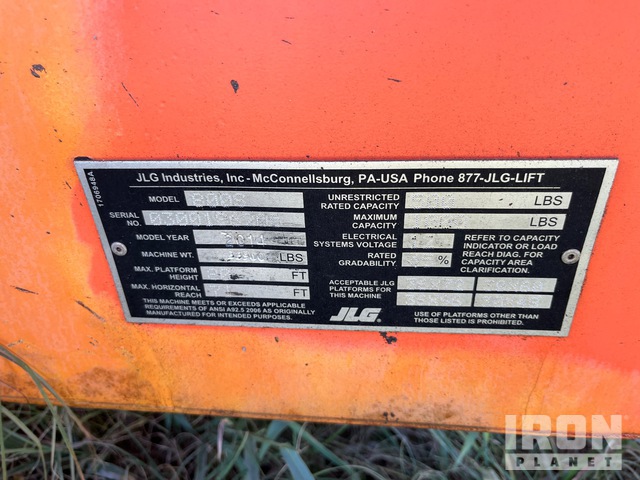 JLG Industries, Inc - McConnellsburg, PA-USA Phone 877-JLG-LIFT
1706948A
MODEL 800S
SERIAL NO.
MODEL YEAR
MACHINE WT. LBS
MAX. PLATFORM HEIGHT FT
MAX. HORIZONTAL REACH FT
THIS MACHINE MEETS OR EXCEEDS APPLICABLE
REQUIREMENTS OF ANSI A92.5 2006 AS ORIGINALLY
MANUFACTURED FOR INTENDED PURPOSES.
UNRESTRICTED
RATED CAPACITY LBS
MAXIMUM
CAPACITY LBS
ELECTRICAL
SYSTEMS VOLTAGE
RATED
GRADABILITY %
REFER TO CAPACITY
INDICATOR OR LOAD
REACH DIAG. FOR
CAPACITY AREA
CLARIFICATION.
ACCEPTABLE JLG
PLATFORMS FOR
THIS MACHINE
JLG
USE OF PLATFORMS OTHER THAN
THOSE LISTED IS PROHIBITED.
IRON
PLANET